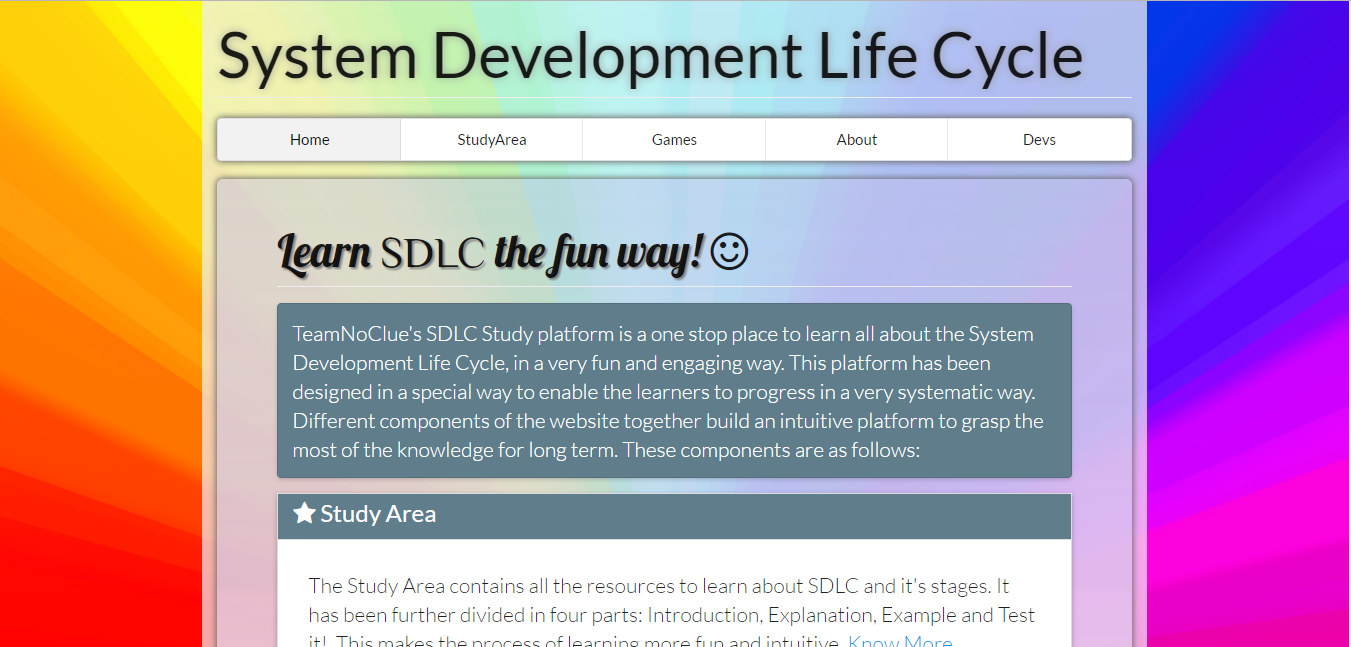 System Development Life Cycle
Home StudyArea Games About Devs
Learn SDLC the fun way!
TeamNoClue's SDLC Study platform is a one stop place to learn all about the System
Development Life Cycle, in a very fun and engaging way. This platform has been
designed in a special way to enable the learners to progress in a very systematic way.
Different components of the website together build an intuitive platform to grasp the
most of the knowledge for long term. These components are as follows:
Study Area
The Study Area contains all the resources to learn about SDLC and it's stages. It
has been further divided in four parts: Introduction, Explanation, Example and Test
it!. This makes the process of learning more fun and intuitive. Know More